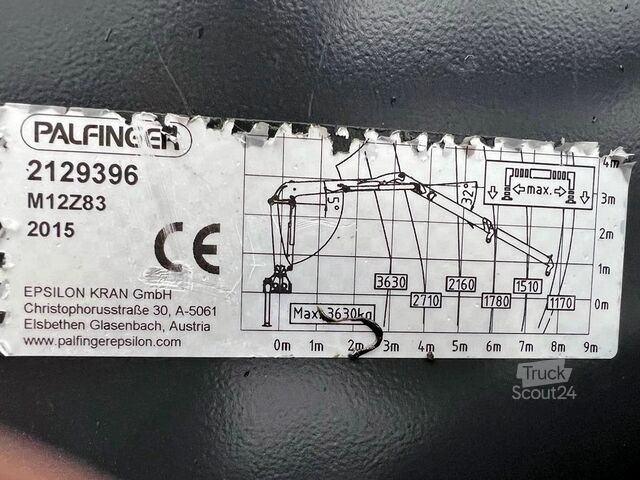 PALFINGER
2129396
M12Z83
2015
CE
EPSILON KRAN GmbH
Christophorusstraße 30, A-5061
Elsbethen Glasenbach, Austria
www.palfingerepsilon.com
4m
3m
2m
1m
0m
max.
32°
5°
3630
2710
2160
1780
1510
1170
Max. 3630kg
0m 1m 2m 3m 4m 5m 6m 7m 8m 9m
Truck
Scout24